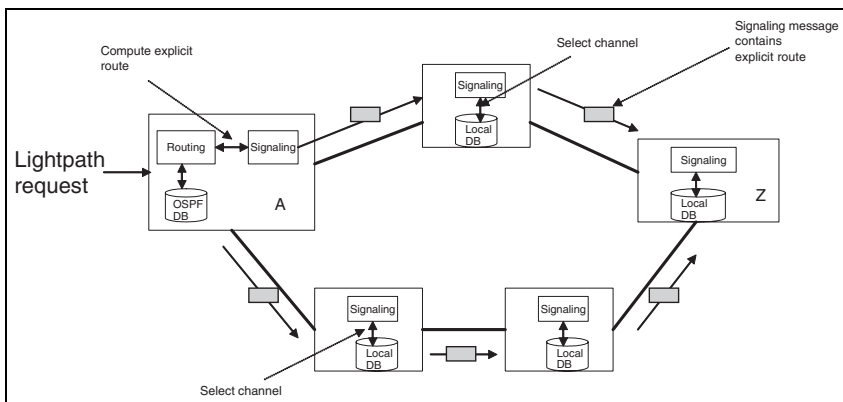 Compute explicit
route
Select channel
Signaling message
contains
explicit route
Signaling
Local
DB
Lightpath
request
Routing
Signaling
OSPF
DB
A
Signaling
Local
DB
Z
Signaling
Local
DB
Signaling
Local
DB
Select channel